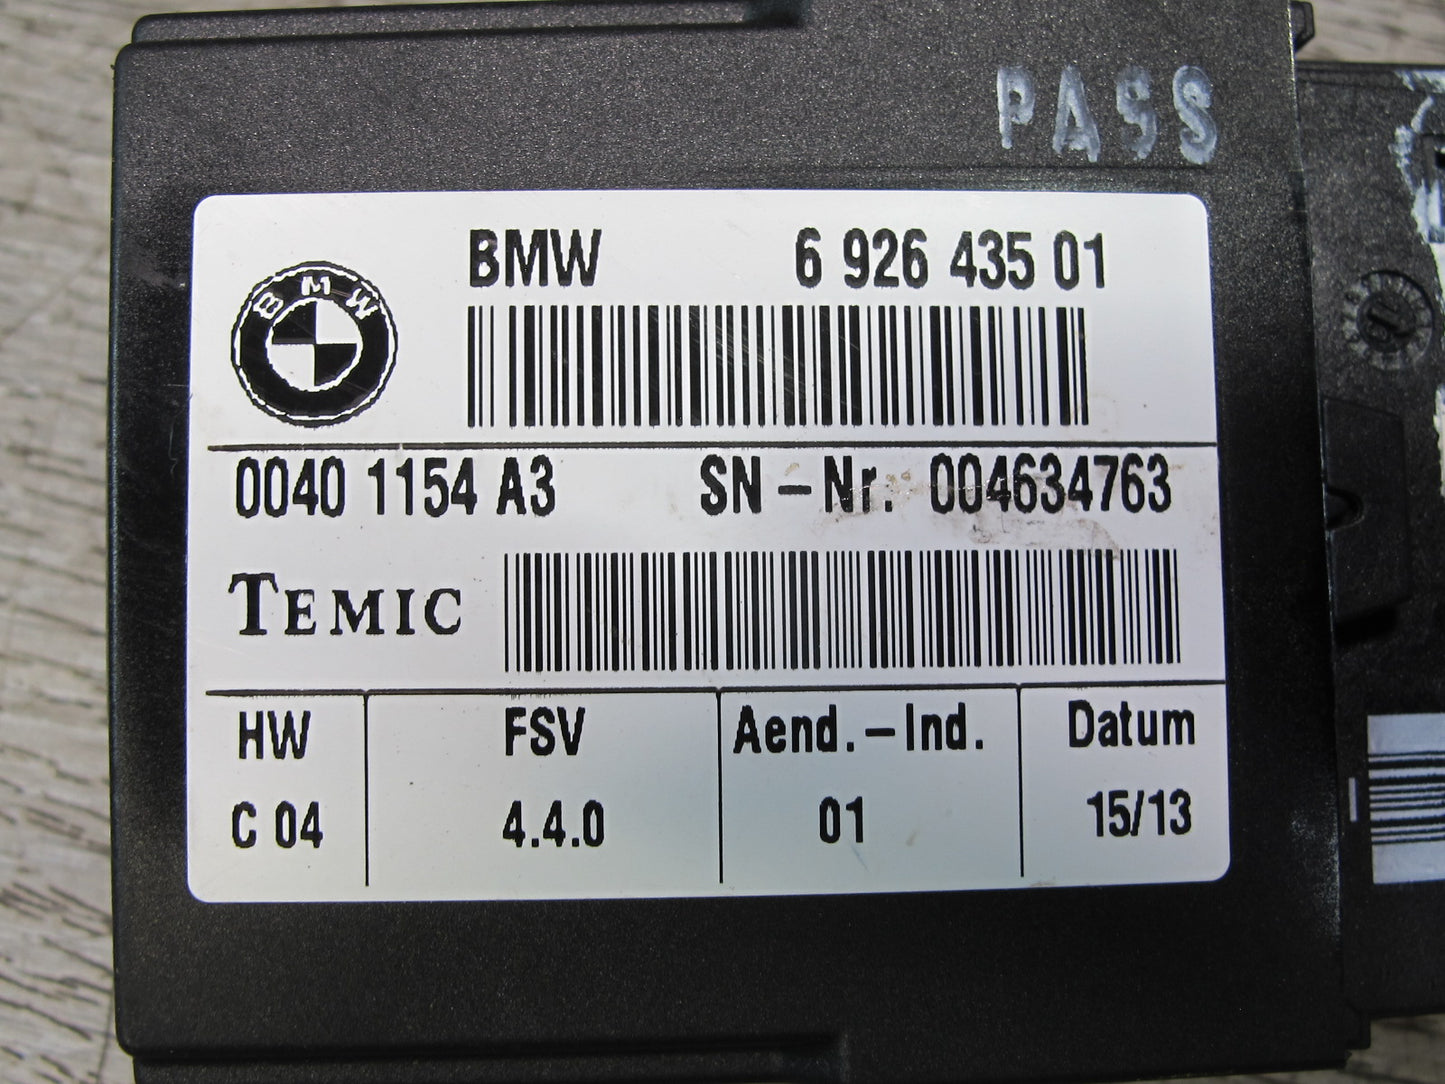 PASS
BMW 6 926 435 01
BMW
0040 1154 A3 SN-Nr. 004634763
TEMIC
HW FSV Aend.-Ind. Datum
C 04 4.4.0 01 15/13